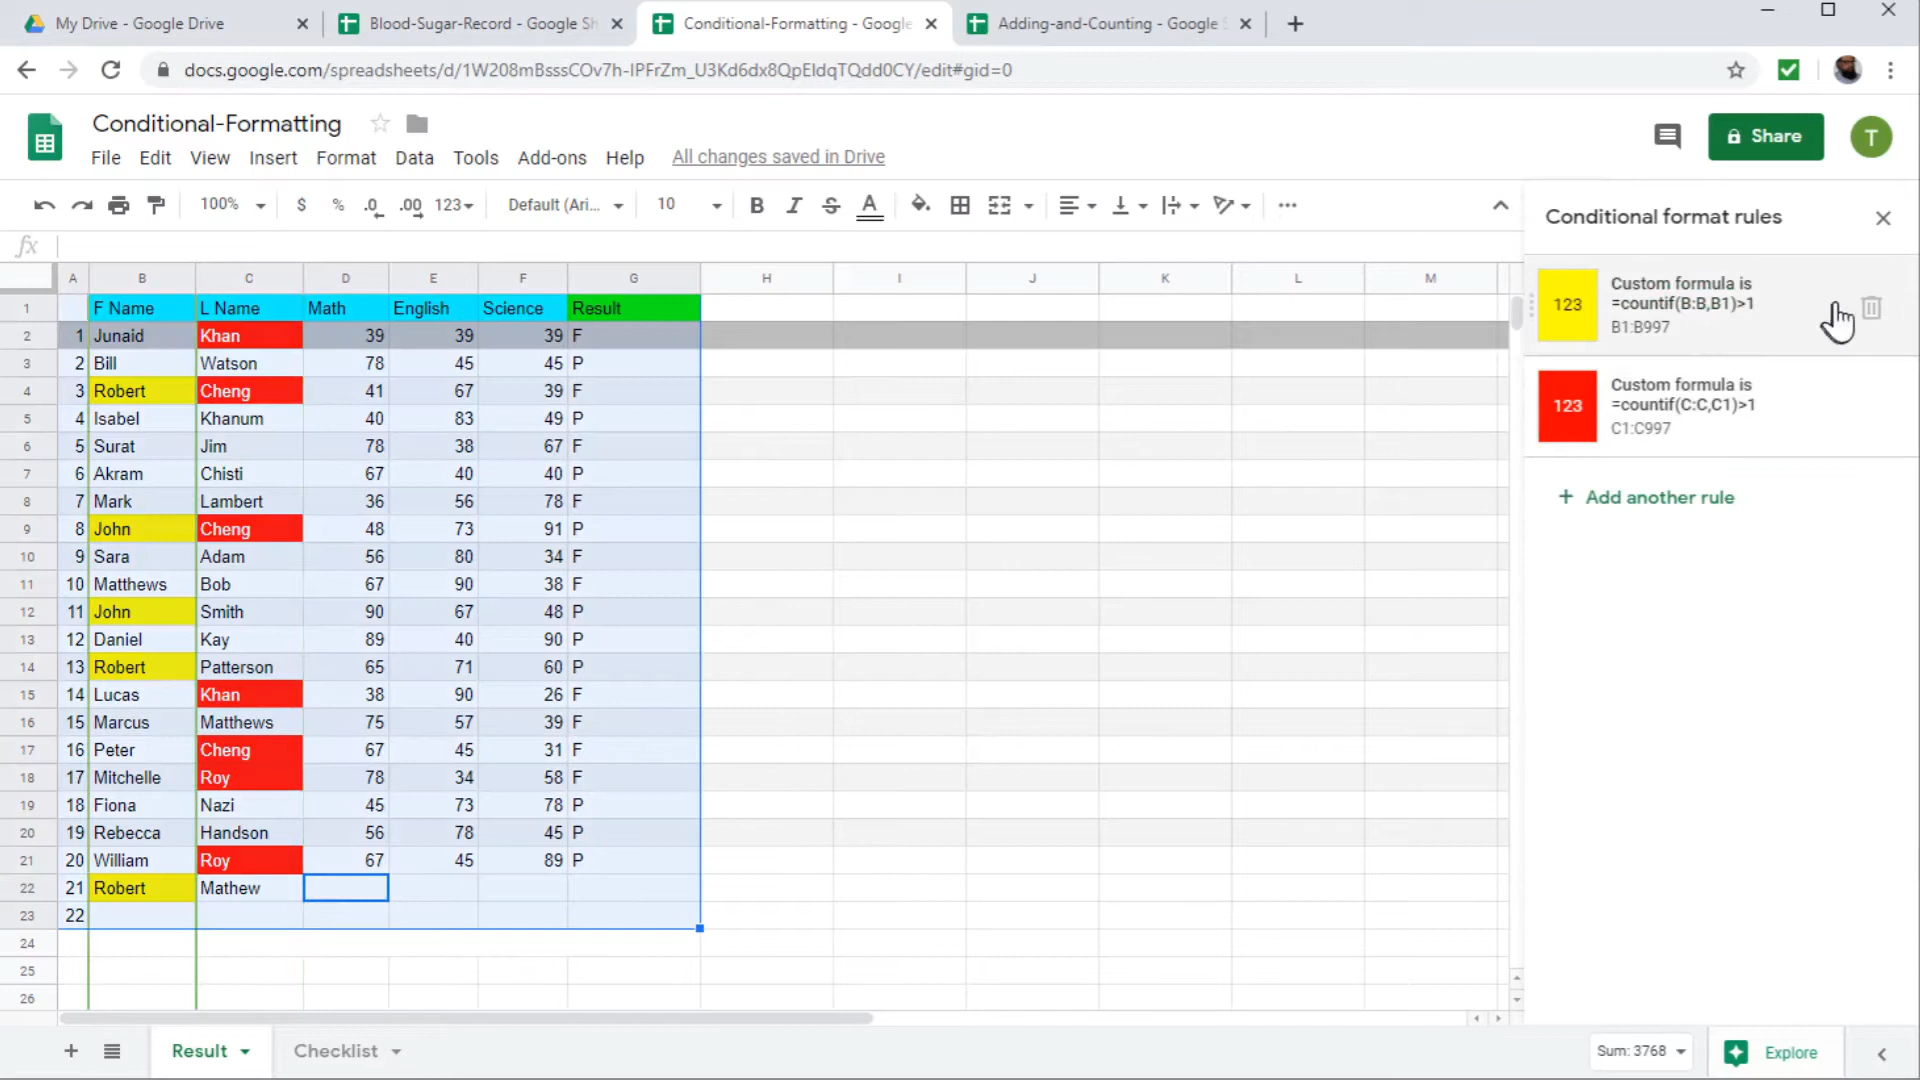 My Drive - Google Drive
Blood-Sugar-Record - Google Sh
Conditional-Formatting - Google
Adding-and-Counting - Google S
docs.google.com/spreadsheets/d/1W208mBsssCOv7h-IPFrZm_U3Kd6dx8QpEldqTQdd0CY/edit#gid=0
Conditional-Formatting
Share
T
File Edit View Insert Format Data Tools Add-ons Help All changes saved in Drive
100% $ % .0 .00 123 Default (Ari... 10 B I S A
fx
Conditional format rules
A B C D E F G H I J K L M
1 F Name L Name Math English Science Result
2 1 Junaid Khan 39 39 39 F
3 2 Bill Watson 78 45 45 P
4 3 Robert Cheng 41 67 39 F
5 4 Isabel Khanum 40 83 49 P
6 5 Surat Jim 78 38 67 F
7 6 Akram Chisti 67 40 40 P
8 7 Mark Lambert 36 56 78 F
9 8 John Cheng 48 73 91 P
10 9 Sara Adam 56 80 34 F
11 10 Matthews Bob 67 90 38 F
12 11 John Smith 90 67 48 P
13 12 Daniel Kay 89 40 90 P
14 13 Robert Patterson 65 71 60 P
15 14 Lucas Khan 38 90 26 F
16 15 Marcus Matthews 75 57 39 F
17 16 Peter Cheng 67 45 31 F
18 17 Mitchelle Roy 78 34 58 F
19 18 Fiona Nazi 45 73 78 P
20 19 Rebecca Handson 56 78 45 P
21 20 William Roy 67 45 89 P
22 21 Robert Mathew
23 22
24
25
26
123
Custom formula is
=countif(B:B,B1)>1
B1:B997
123
Custom formula is
=countif(C:C,C1)>1
C1:C997
+ Add another rule
Result
Checklist
Sum: 3768
Explore